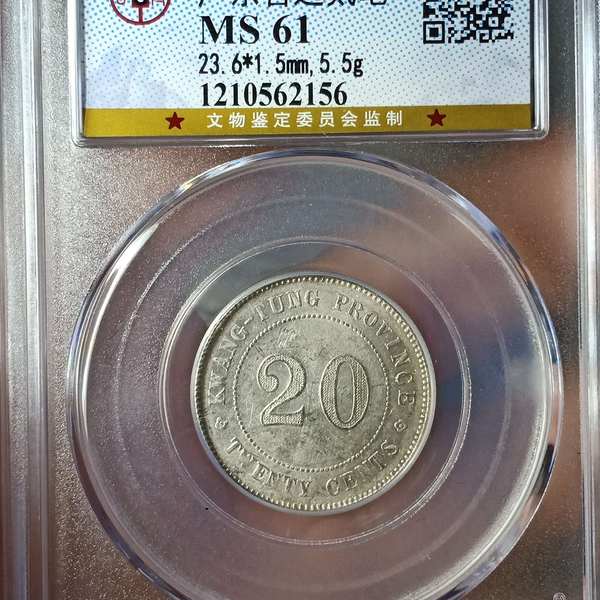 MS 61
23.6*1.5mm,5.5g
1210562156
文物鉴定委员会监制
KWANG-TUNG PROVINCE
20
TWENTY CENTS